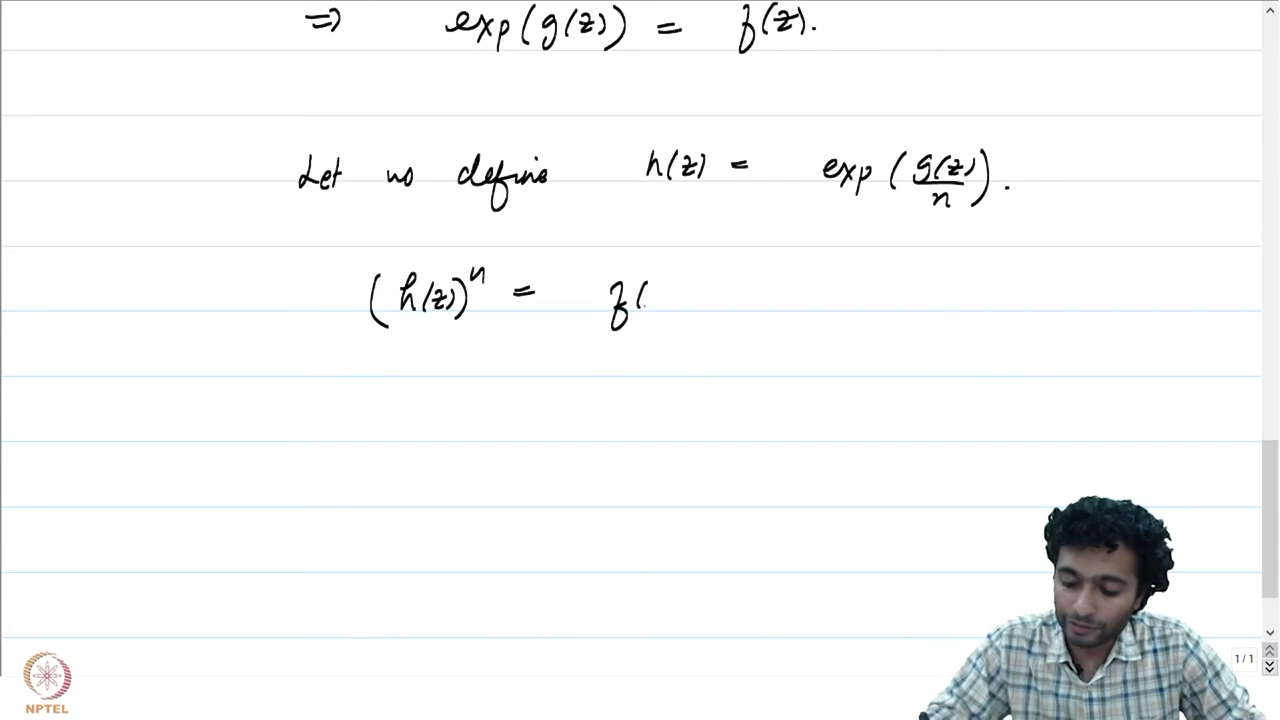 ⇒ exp(g(z)) = f(z).
Let us define h(z) = exp(g(z)/n).
(h(z))^n = f(
1/1
NPTEL